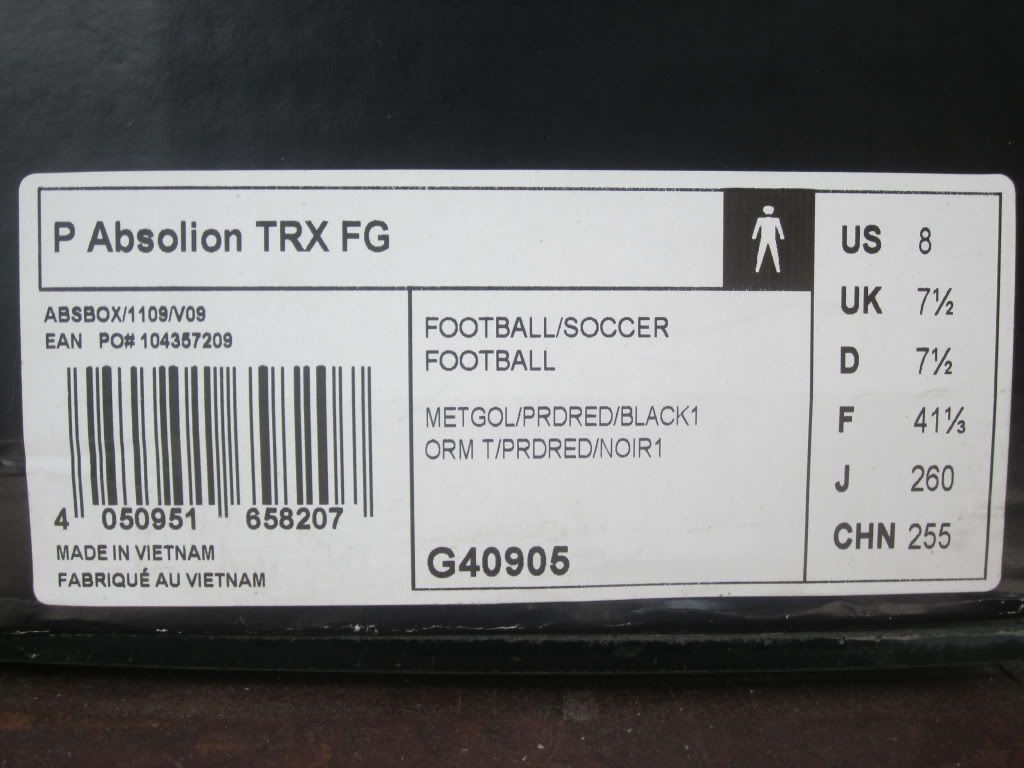 P Absolion TRX FG
ABSBOX/1109/V09
EAN PO# 104357209
4 050951 658207
MADE IN VIETNAM
FABRIQUÉ AU VIETNAM
FOOTBALL/SOCCER
FOOTBALL
METGOL/PRDRED/BLACK1
ORM T/PRDRED/NOIR1
G40905
US 8
UK 7½
D 7½
F 41⅓
J 260
CHN 255